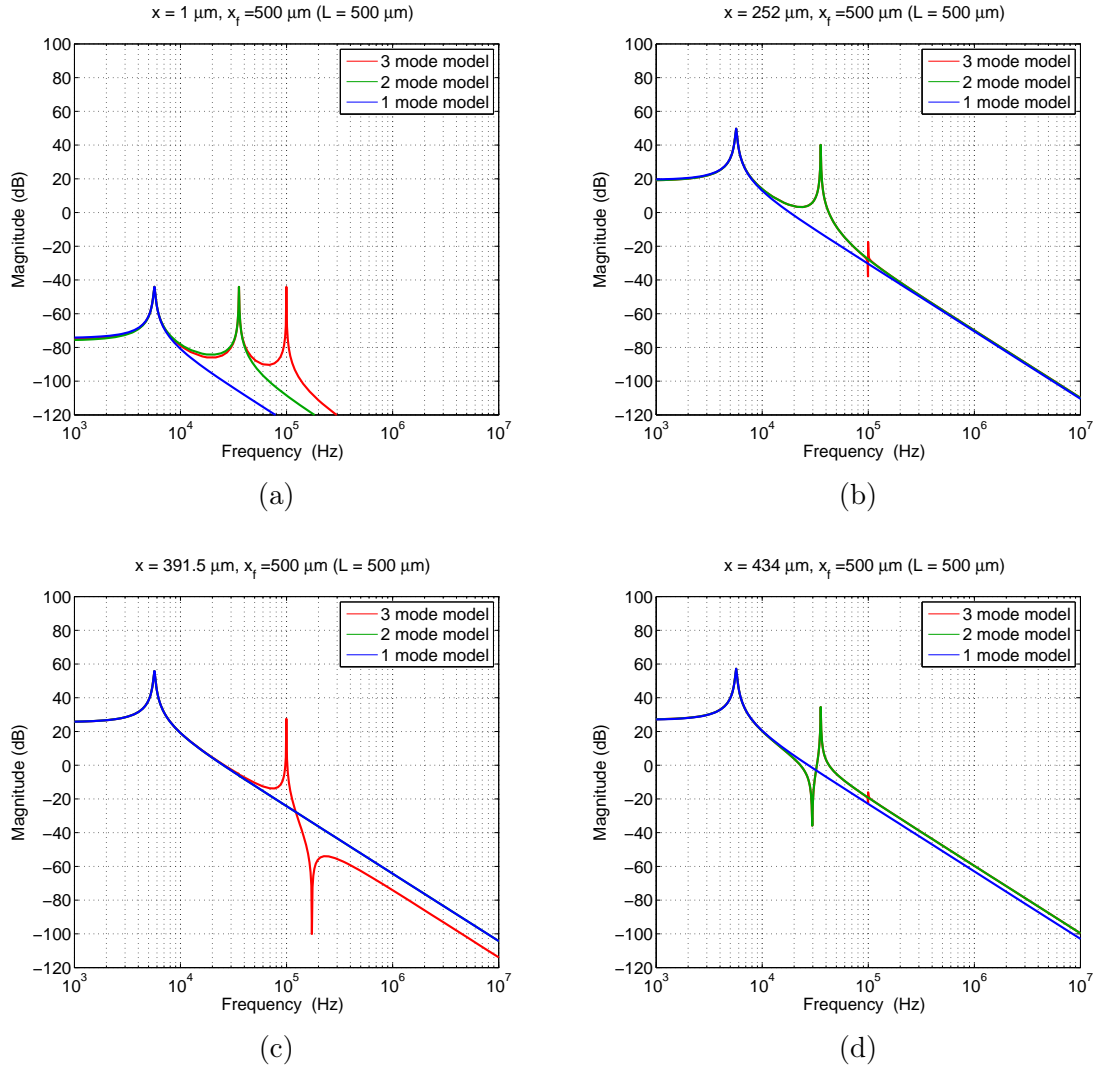 x = 1 μm, x_f =500 μm (L = 500 μm)
100
80
60
40
20
0
−20
−40
−60
−80
−100
−120
Magnitude (dB)
3 mode model
2 mode model
1 mode model
10^3
10^4
10^5
10^6
10^7
Frequency (Hz)
(a)
x = 252 μm, x_f =500 μm (L = 500 μm)
100
80
60
40
20
0
−20
−40
−60
−80
−100
−120
Magnitude (dB)
3 mode model
2 mode model
1 mode model
10^3
10^4
10^5
10^6
10^7
Frequency (Hz)
(b)
x = 391.5 μm, x_f =500 μm (L = 500 μm)
100
80
60
40
20
0
−20
−40
−60
−80
−100
−120
Magnitude (dB)
3 mode model
2 mode model
1 mode model
10^3
10^4
10^5
10^6
10^7
Frequency (Hz)
(c)
x = 434 μm, x_f =500 μm (L = 500 μm)
100
80
60
40
20
0
−20
−40
−60
−80
−100
−120
Magnitude (dB)
3 mode model
2 mode model
1 mode model
10^3
10^4
10^5
10^6
10^7
Frequency (Hz)
(d)